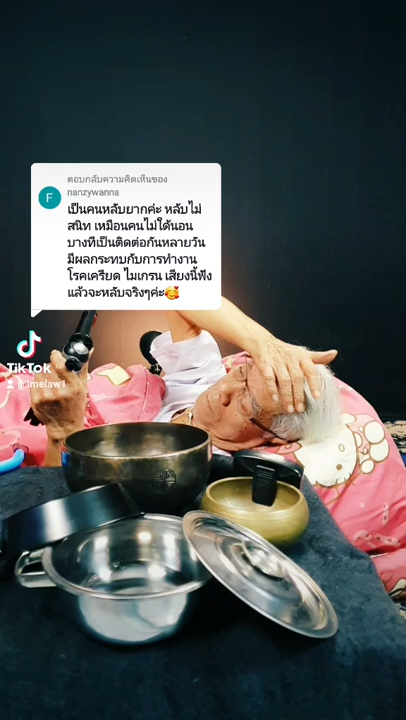 ตอบกลับความคิดเห็นของ
nanzywanna
F
เป็นคนหลับยากค่ะ หลับไม่
สนิท เหมือนคนไม่ได้นอน
บางทีเป็นติดต่อกันหลายวัน
มีผลกระทบกับการทำงาน
โรคเครียด ไมเกรน เสียงนี้ฟัง
แล้วจะหลับจริงๆค่ะ🥰
TikTok
@lmelaw1